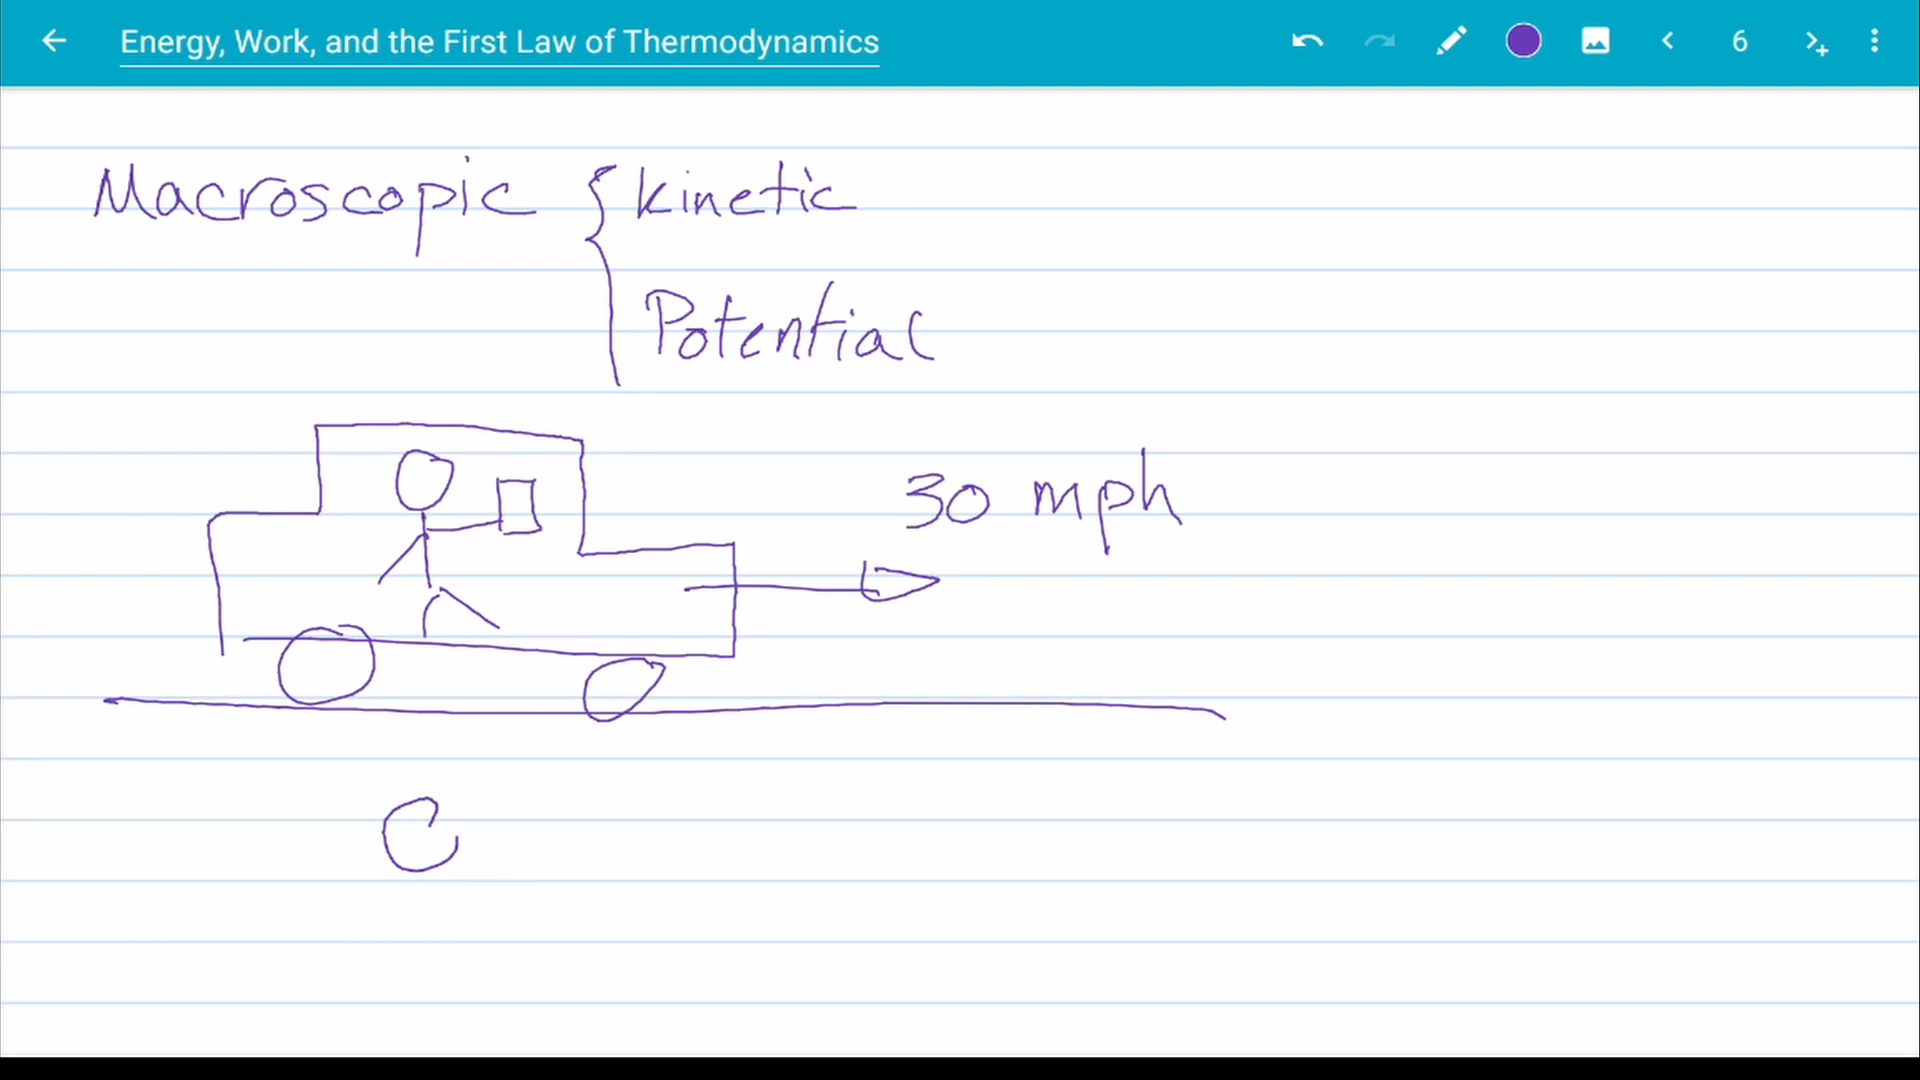 Energy, Work, and the First Law of Thermodynamics
6
Macroscopic { kinetic
Potential
30 mph
C